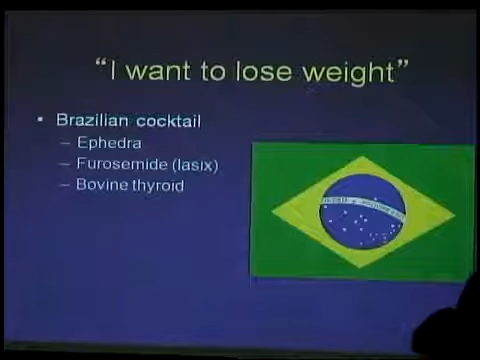 “I want to lose weight”
• Brazilian cocktail
– Ephedra
– Furosemide (lasix)
– Bovine thyroid